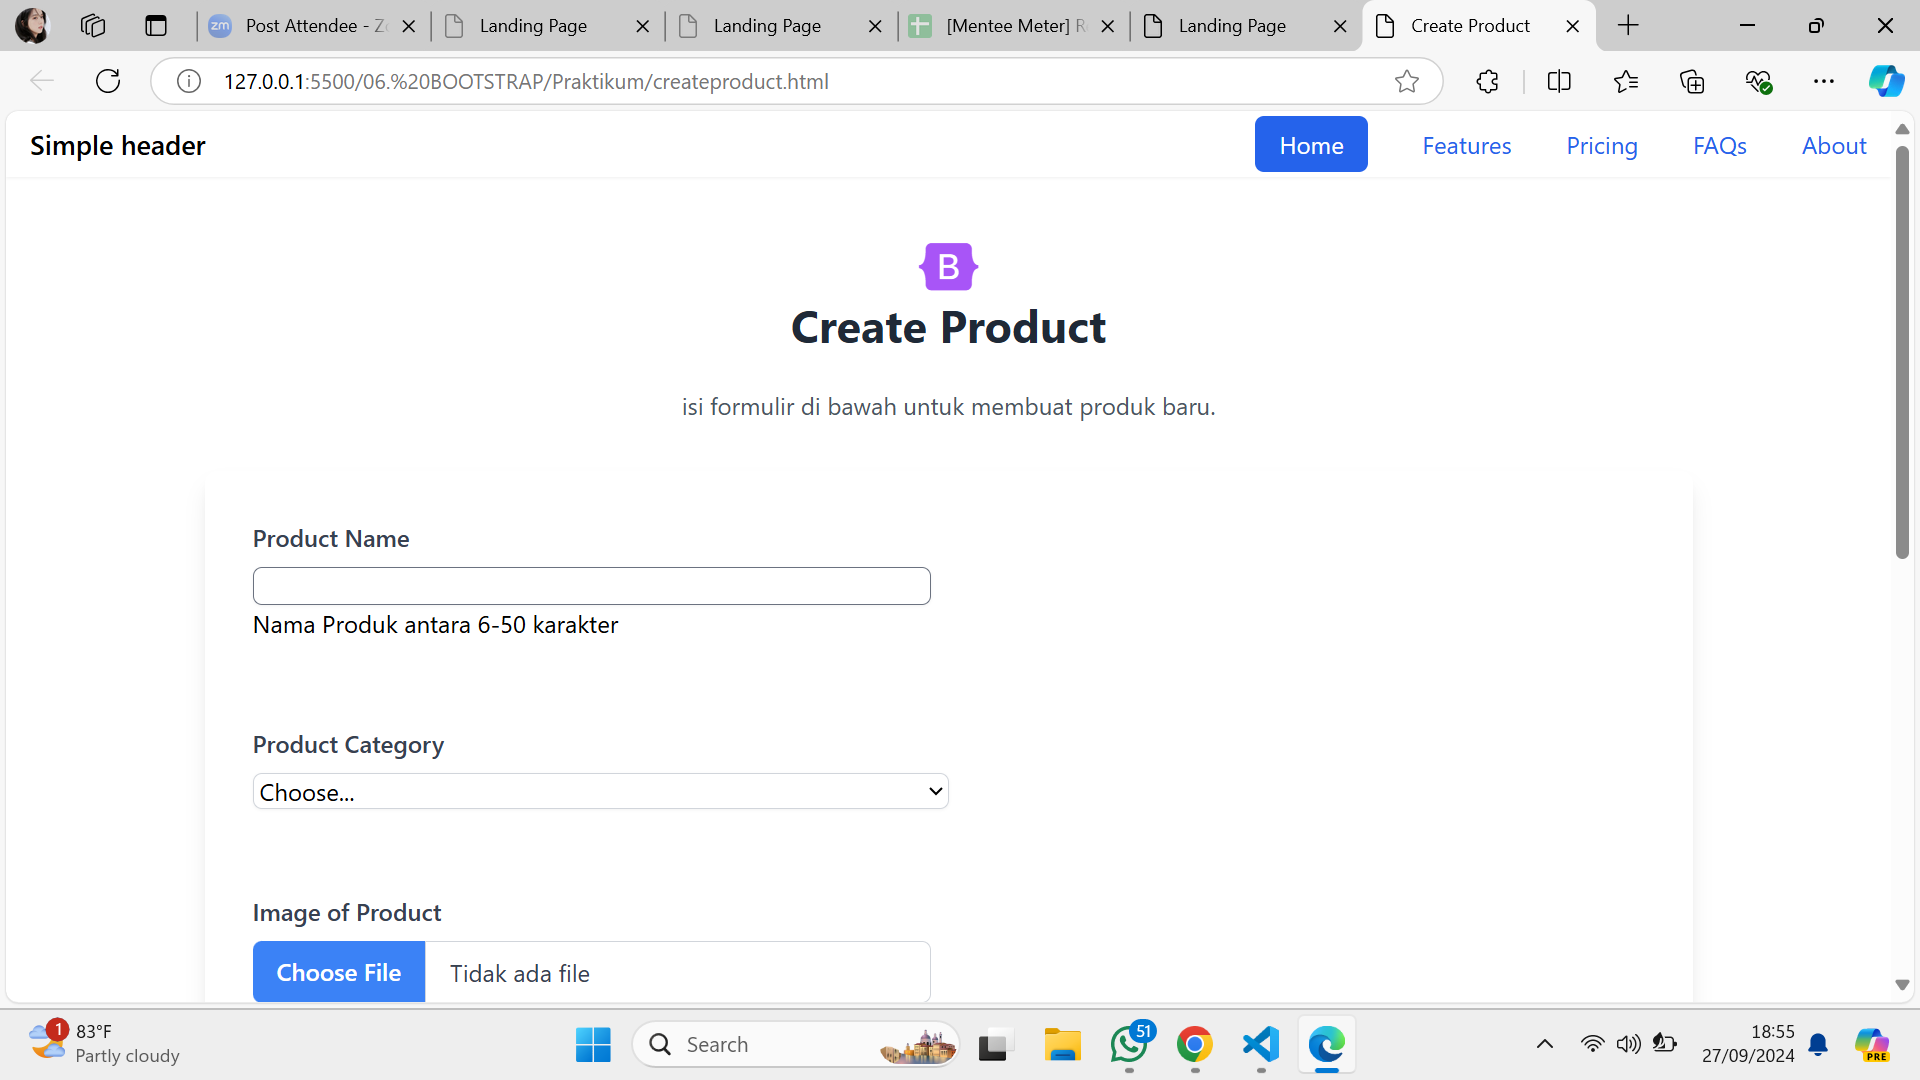 zm Post Attendee - Zo
Landing Page
Landing Page
[Mentee Meter] R
Landing Page
Create Product
127.0.0.1:5500/06.%20BOOTSTRAP/Praktikum/createproduct.html
Simple header
Home Features Pricing FAQs About
B
Create Product
isi formulir di bawah untuk membuat produk baru.
Product Name
Nama Produk antara 6-50 karakter
Product Category
Choose...
Image of Product
Choose File Tidak ada file
1
83°F
Partly cloudy
Search
51
18:55
27/09/2024
PRE